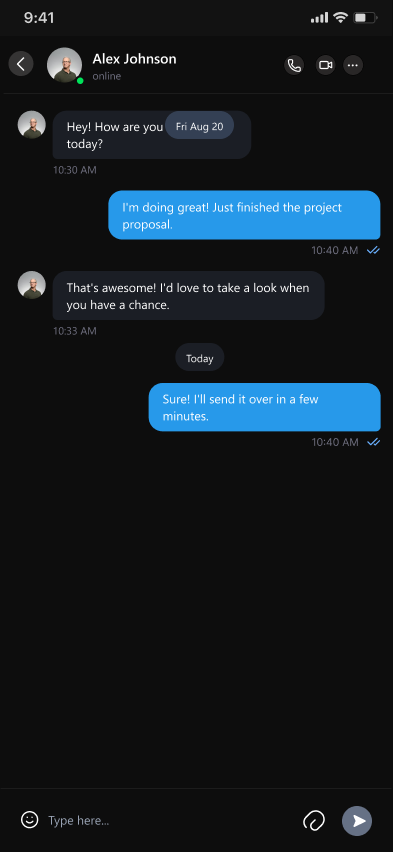 9:41
Alex Johnson
online
Fri Aug 20
Hey! How are you
today?
10:30 AM
I'm doing great! Just finished the project
proposal.
10:40 AM
That's awesome! I'd love to take a look when
you have a chance.
10:33 AM
Today
Sure! I'll send it over in a few
minutes.
10:40 AM
Type here...